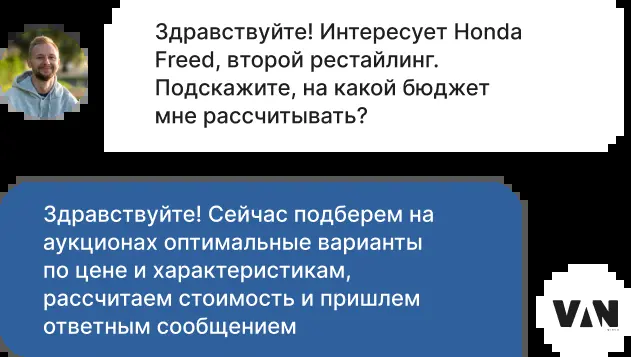 Здравствуйте! Интересует Honda
Freed, второй рестайлинг.
Подскажите, на какой бюджет
мне рассчитывать?
Здравствуйте! Сейчас подберем на
аукционах оптимальные варианты
по цене и характеристикам,
рассчитаем стоимость и пришлем
ответным сообщением
VAN